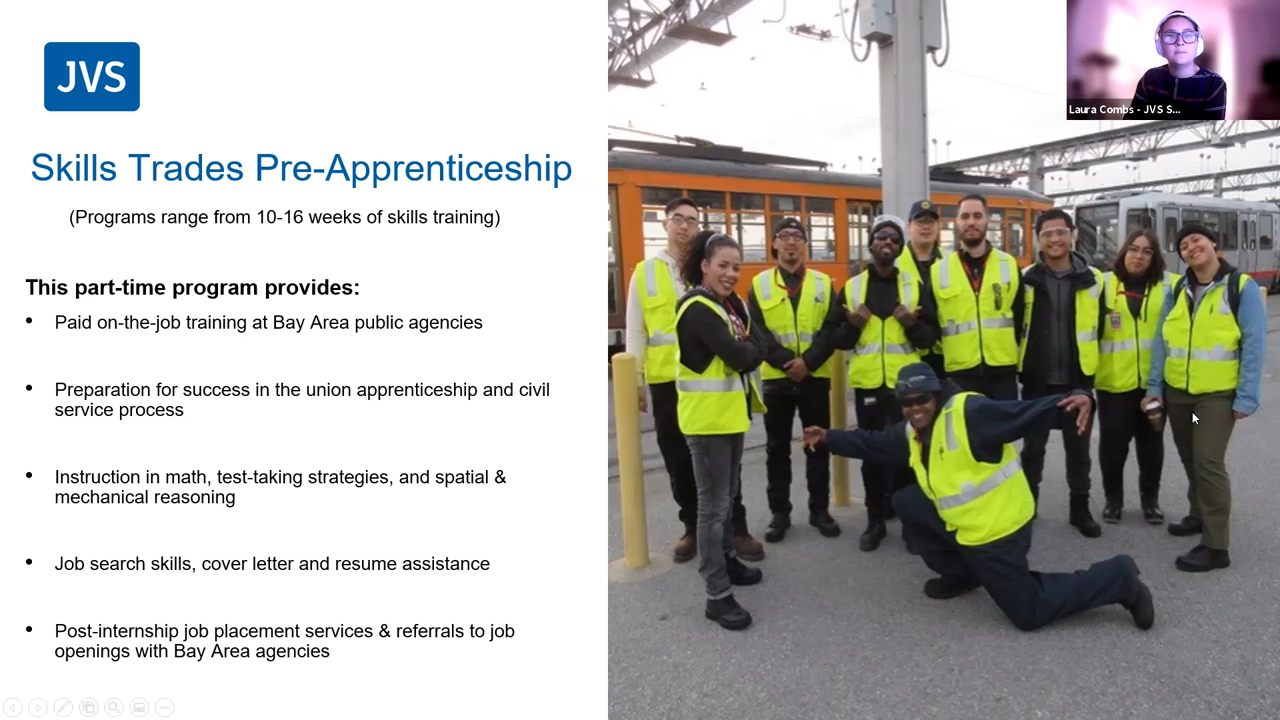 JVS
Skills Trades Pre-Apprenticeship
(Programs range from 10-16 weeks of skills training)
This part-time program provides:
• Paid on-the-job training at Bay Area public agencies
• Preparation for success in the union apprenticeship and civil
service process
• Instruction in math, test-taking strategies, and spatial &
mechanical reasoning
• Job search skills, cover letter and resume assistance
• Post-internship job placement services & referrals to job
openings with Bay Area agencies
Laura Combs - JVS S...